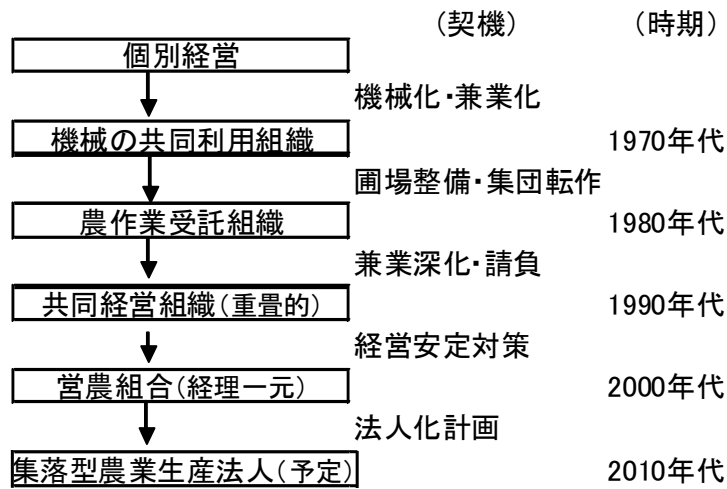 （契機）　（時期）
個別経営
機械化・兼業化
機械の共同利用組織　1970年代
圃場整備・集団転作
農作業受託組織　1980年代
兼業深化・請負
共同経営組織（重畳的）　1990年代
経営安定対策
営農組合（経理一元）　2000年代
法人化計画
集落型農業生産法人（予定）　2010年代